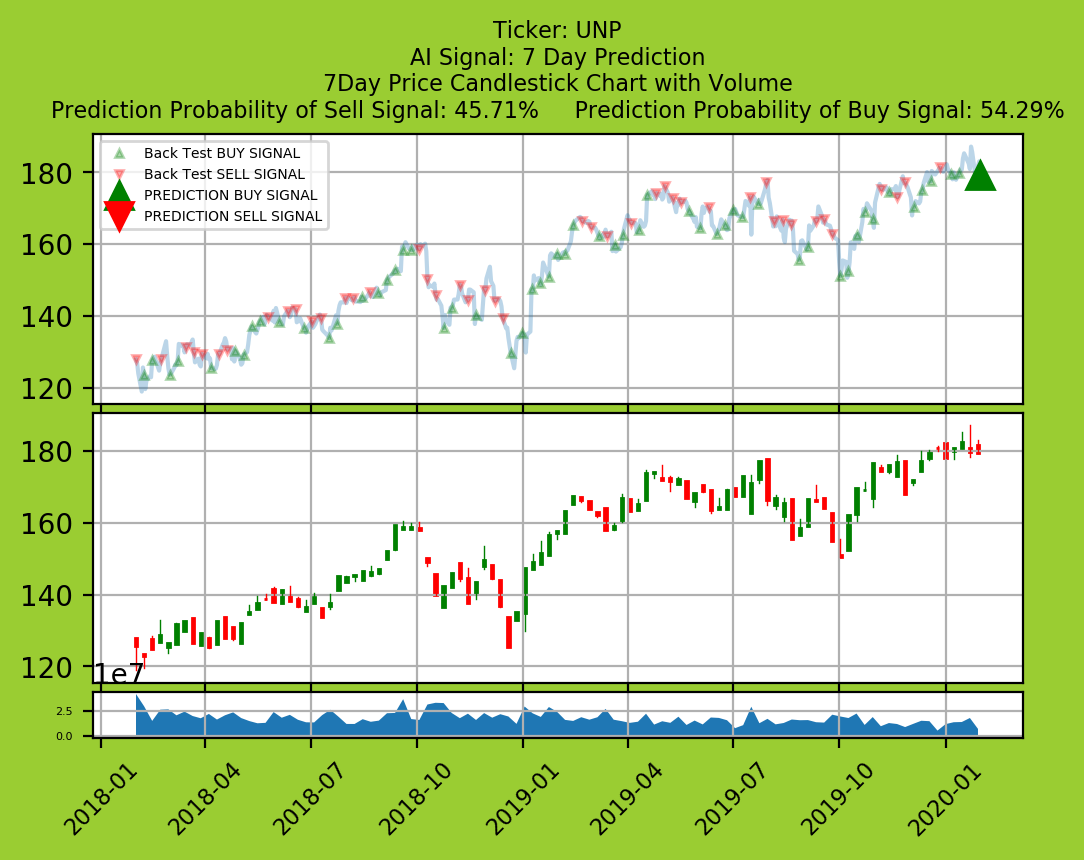 Ticker: UNP
AI Signal: 7 Day Prediction
7Day Price Candlestick Chart with Volume
Prediction Probability of Sell Signal: 45.71% Prediction Probability of Buy Signal: 54.29%
Back Test BUY SIGNAL
Back Test SELL SIGNAL
PREDICTION BUY SIGNAL
PREDICTION SELL SIGNAL
180
160
140
120
180
160
140
120
1e7
2.5
0.0
2018-01 2018-04 2018-07 2018-10 2019-01 2019-04 2019-07 2019-10 2020-01